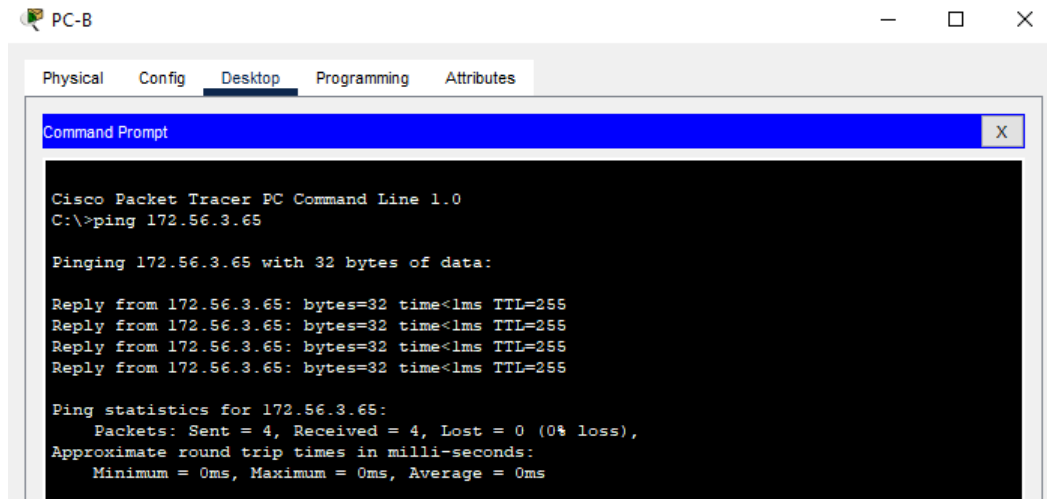 PC-B
Physical Config Desktop Programming Attributes
Command Prompt X
Cisco Packet Tracer PC Command Line 1.0
C:\>ping 172.56.3.65
Pinging 172.56.3.65 with 32 bytes of data:
Reply from 172.56.3.65: bytes=32 time<1ms TTL=255
Reply from 172.56.3.65: bytes=32 time<1ms TTL=255
Reply from 172.56.3.65: bytes=32 time<1ms TTL=255
Reply from 172.56.3.65: bytes=32 time<1ms TTL=255
Ping statistics for 172.56.3.65:
Packets: Sent = 4, Received = 4, Lost = 0 (0% loss),
Approximate round trip times in milli-seconds:
Minimum = 0ms, Maximum = 0ms, Average = 0ms